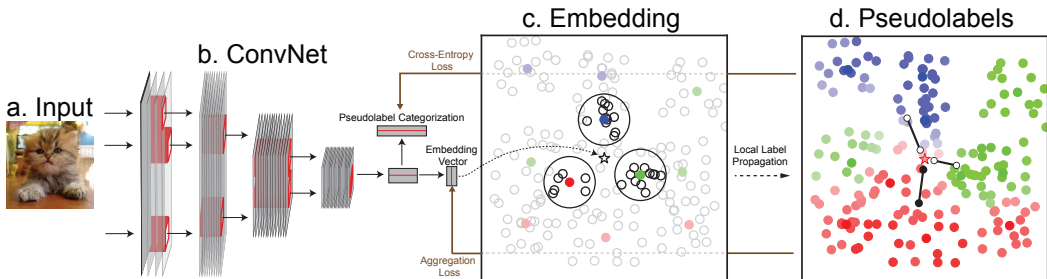 a. Input
b. ConvNet
c. Embedding
d. Pseudolabels
Cross-Entropy
Loss
Pseudolabel Categorization
Embedding
Vector
Aggregation
Loss
Local Label
Propagation